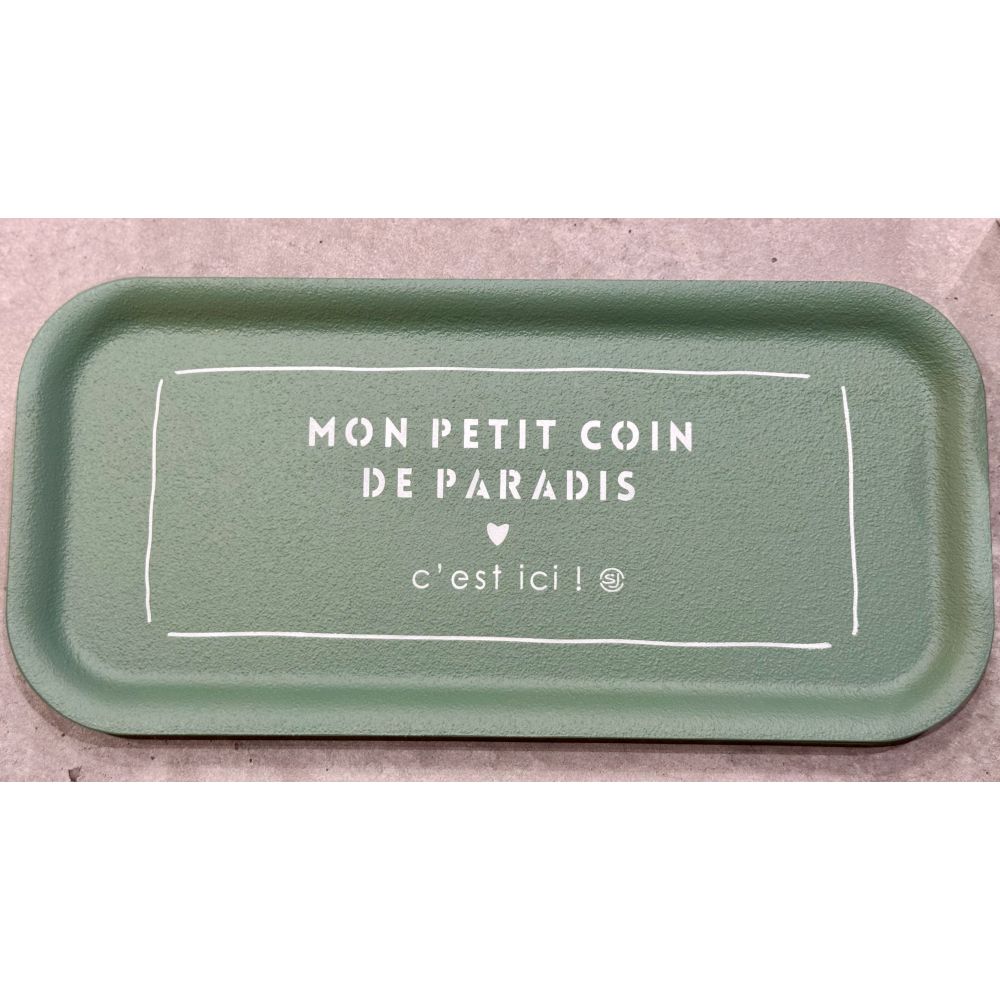 MON PETIT COIN
DE PARADIS
c'est ici !